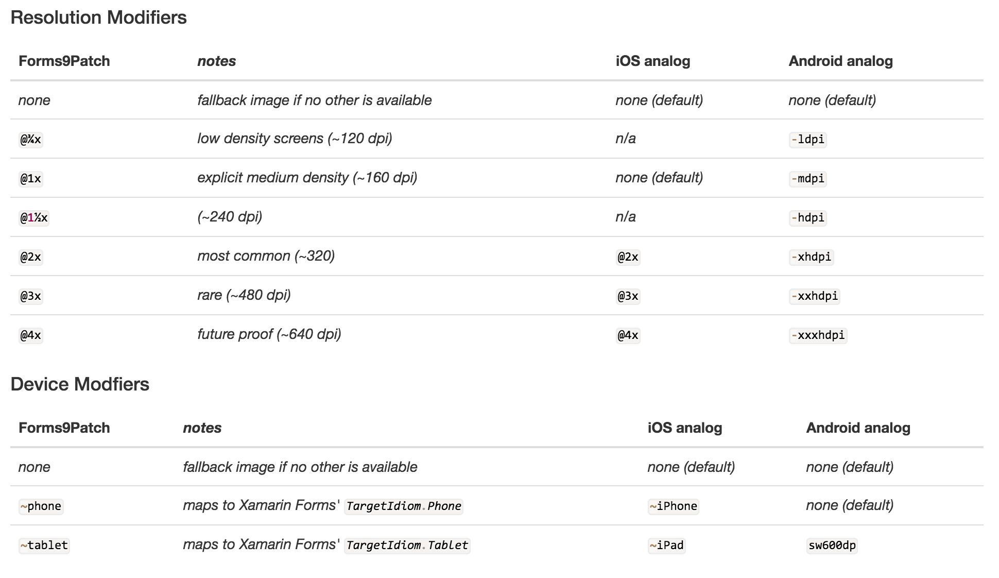 Resolution Modifiers
Forms9Patch notes iOS analog Android analog
none fallback image if no other is available none (default) none (default)
@¾x low density screens (~120 dpi) n/a -ldpi
@1x explicit medium density (~160 dpi) none (default) -mdpi
@1½x (~240 dpi) n/a -hdpi
@2x most common (~320) @2x -xhdpi
@3x rare (~480 dpi) @3x -xxhdpi
@4x future proof (~640 dpi) @4x -xxxhdpi
Device Modfiers
Forms9Patch notes iOS analog Android analog
none fallback image if no other is available none (default) none (default)
~phone maps to Xamarin Forms' TargetIdiom.Phone ~iPhone none (default)
~tablet maps to Xamarin Forms' TargetIdiom.Tablet ~iPad sw600dp